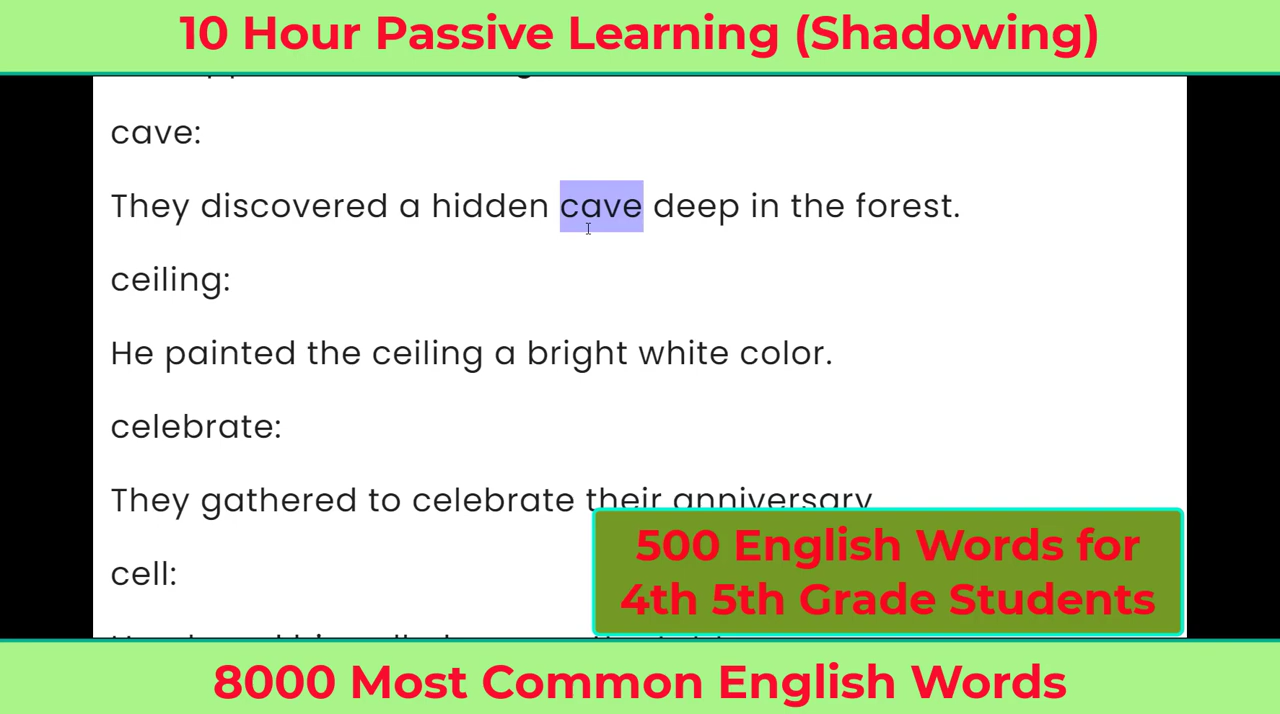 10 Hour Passive Learning (Shadowing)
cave:
They discovered a hidden cave deep in the forest.
ceiling:
He painted the ceiling a bright white color.
celebrate:
They gathered to celebrate their anniversary
cell:
500 English Words for
4th 5th Grade Students
8000 Most Common English Words